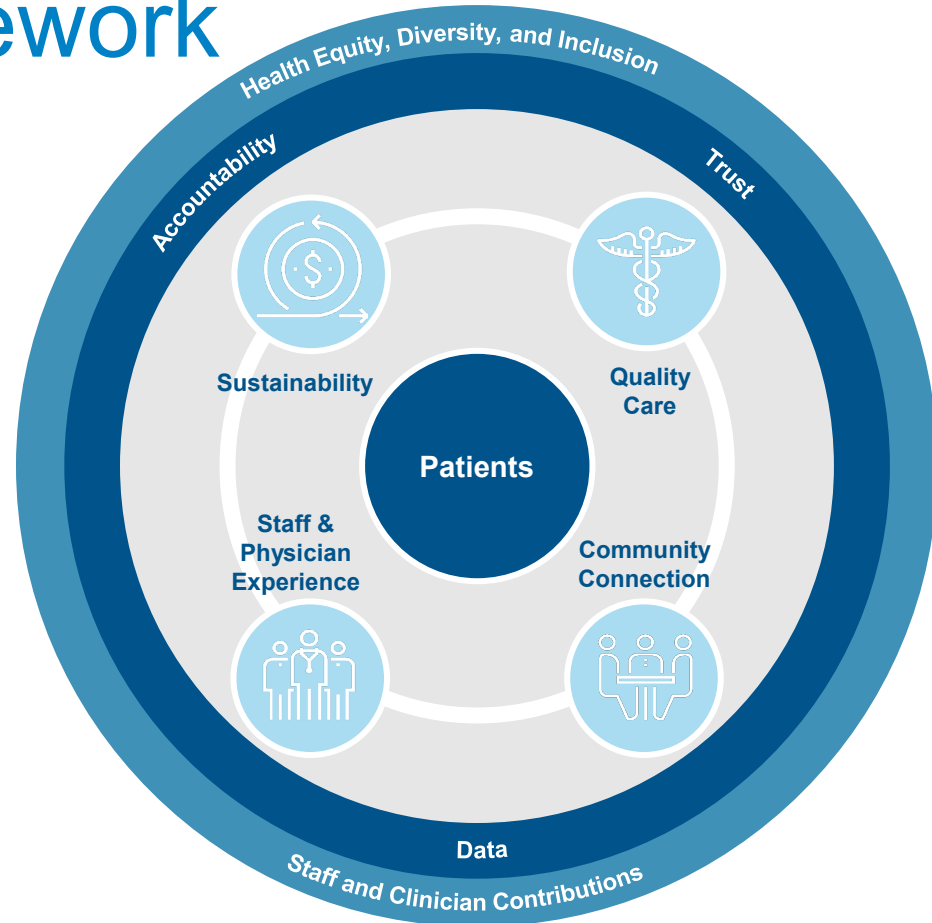 ework
Health Equity, Diversity, and Inclusion
Accountability
Trust
$
Sustainability
Quality
Care
Patients
Staff &
Physician
Experience
Community
Connection
Data
Staff and Clinician Contributions